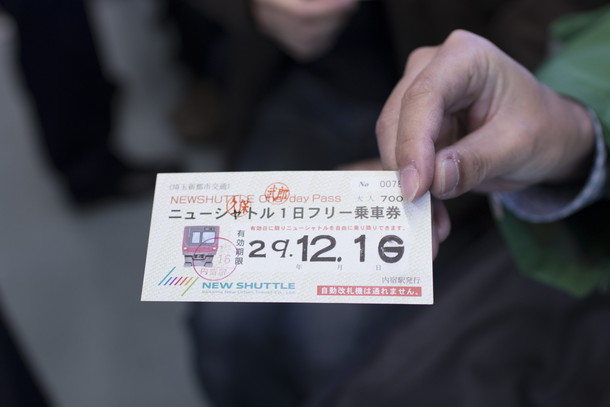 (埼玉新都市交通)
No 007
NEWSHUTTLE One-day Pass
大人 700
ニューシャトル1日フリー乗車券
有効期限
29.12.16
年 月 日
16
内宿駅発行
NEW SHUTTLE
自動改札機は通れません。